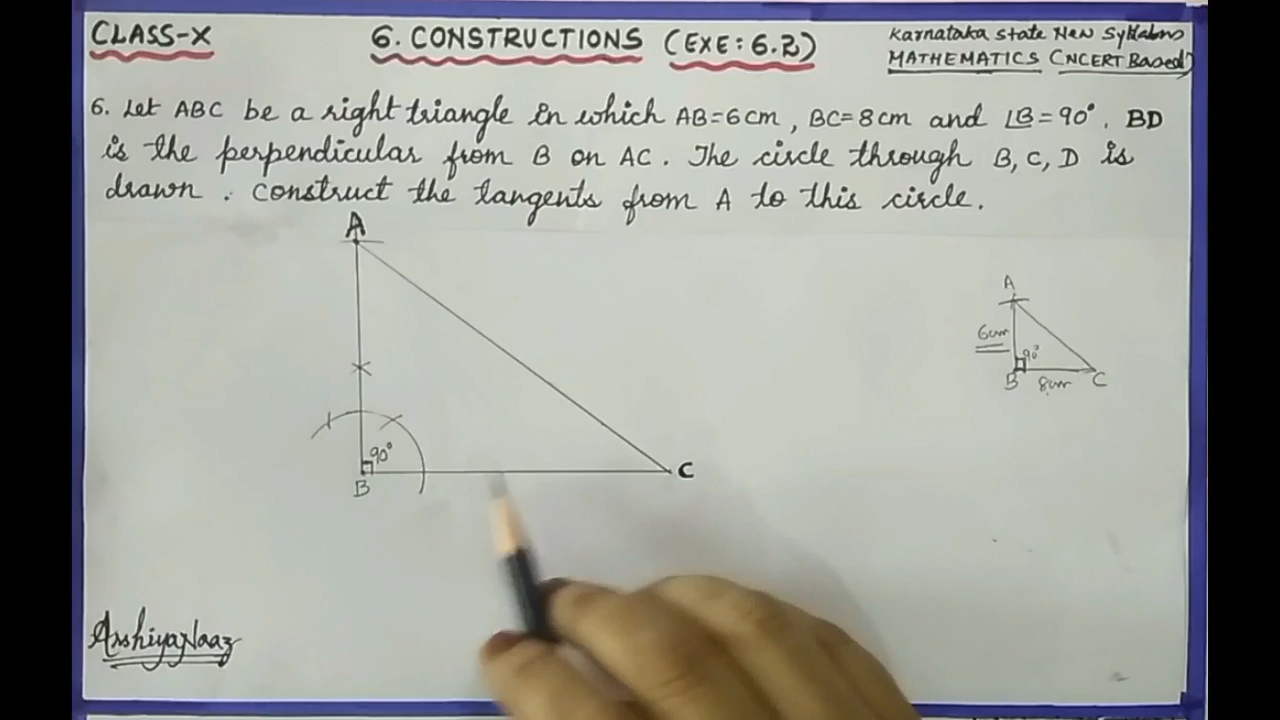 CLASS-X
6. CONSTRUCTIONS (EXE: 6.2)
Karnataka state New Syllabus
MATHEMATICS (NCERT Based)
6. Let ABC be a right triangle in which AB=6cm, BC=8cm and ∠B=90°. BD
is the perpendicular from B on AC. The circle through B, C, D is
drawn. construct the tangents from A to this circle.
A
90°
B
C
A
6cm
90°
B
8cm
C
ArshiyaNaaz